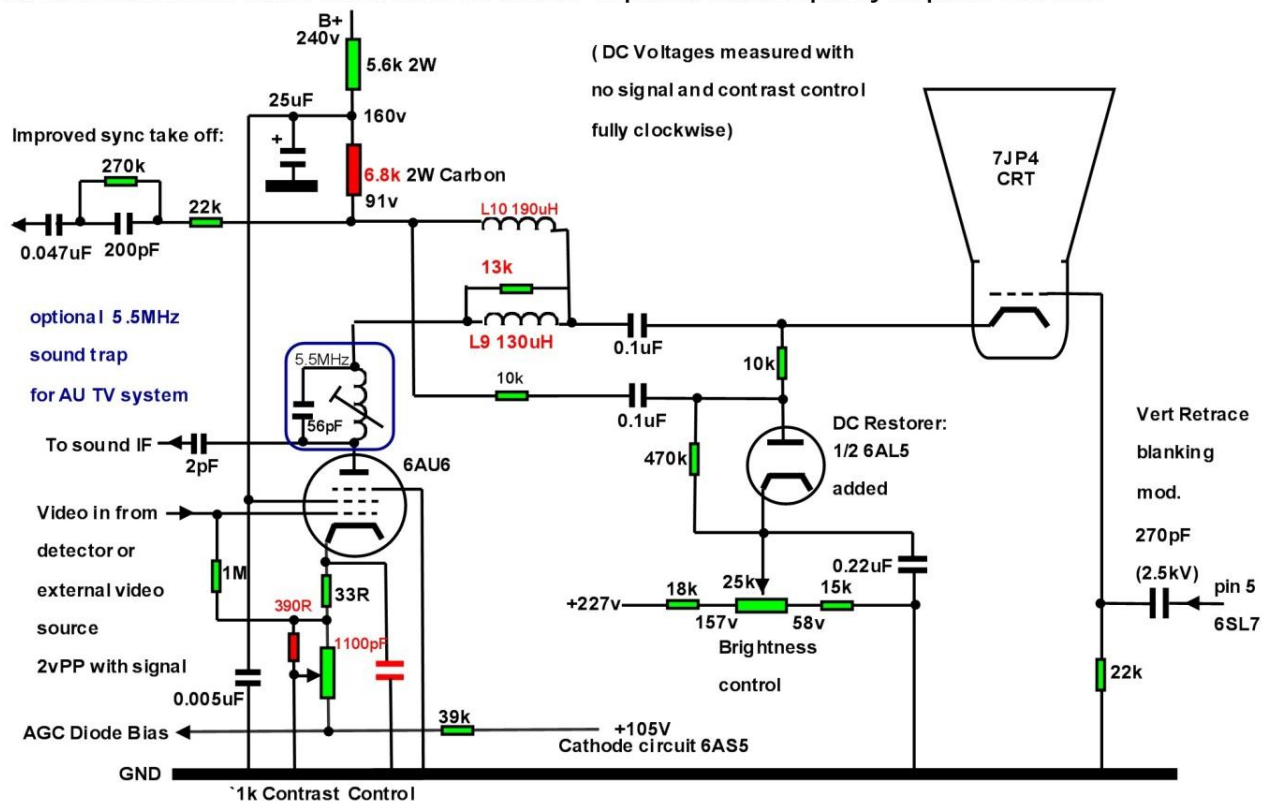 B+
240v
5.6k 2W
25uF
160v
( DC Voltages measured with
no signal and contrast control
fully clockwise)
Improved sync take off:
270k
6.8k 2W Carbon
91v
7JP4
CRT
22k
L10 190uH
0.047uF
200pF
13k
optional 5.5MHz
sound trap
for AU TV system
L9 130uH
0.1uF
5.5MHz
56pF
10k
10k
0.1uF
To sound IF
2pF
6AU6
470k
DC Restorer:
1/2 6AL5
added
Vert Retrace
blanking
mod.
270pF
(2.5kV)
pin 5
6SL7
Video in from
detector or
external video
source
2vPP with signal
1M
33R
390R
1100pF
0.005uF
0.22uF
+227v
18k
25k
15k
157v
58v
Brightness
control
22k
AGC Diode Bias
39k
+105V
Cathode circuit 6AS5
GND
`1k Contrast Control